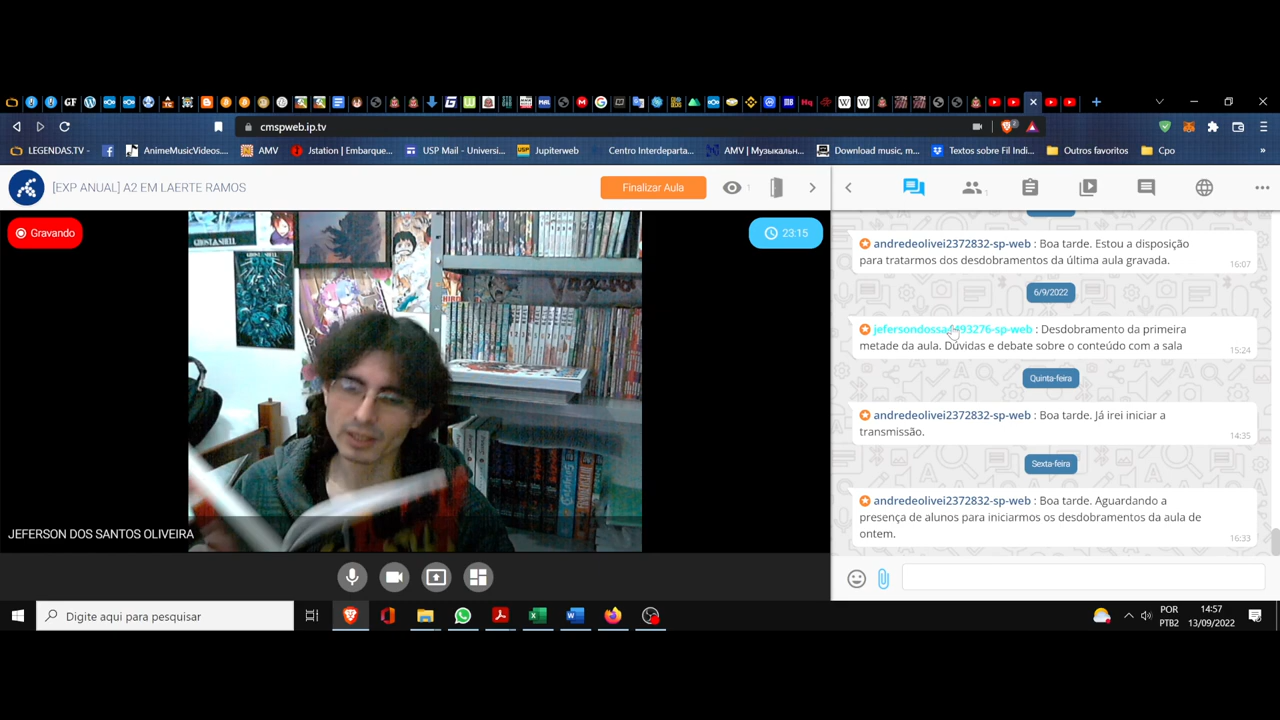 cmspweb.ip.tv
2
LEGENDAS.TV -
AnimeMusicVideos....
AMV
Jstation | Embarque...
USP Mail - Universi...
Jupiterweb
Centro Interdeparta...
AMV | Музыкальн...
Download music, m...
Textos sobre Fil Indi...
Outros favoritos
Cpo
»
[EXP ANUAL] A2 EM LAERTE RAMOS
Finalizar Aula
1
1
Gravando
23:15
JEFERSON DOS SANTOS OLIVEIRA
andredeolivei2372832-sp-web : Boa tarde. Estou a disposição
para tratarmos dos desdobramentos da última aula gravada.
16:07
6/9/2022
: Desdobramento da primeira
metade da aula. Dúvidas e debate sobre o conteúdo com a sala
15:24
Quinta-feira
andredeolivei2372832-sp-web : Boa tarde. Já irei iniciar a
transmissão.
14:35
Sexta-feira
andredeolivei2372832-sp-web : Boa tarde. Aguardando a
presença de alunos para iniciarmos os desdobramentos da aula de
ontem.
16:33
Digite aqui para pesquisar
POR
PTB2
14:57
13/09/2022